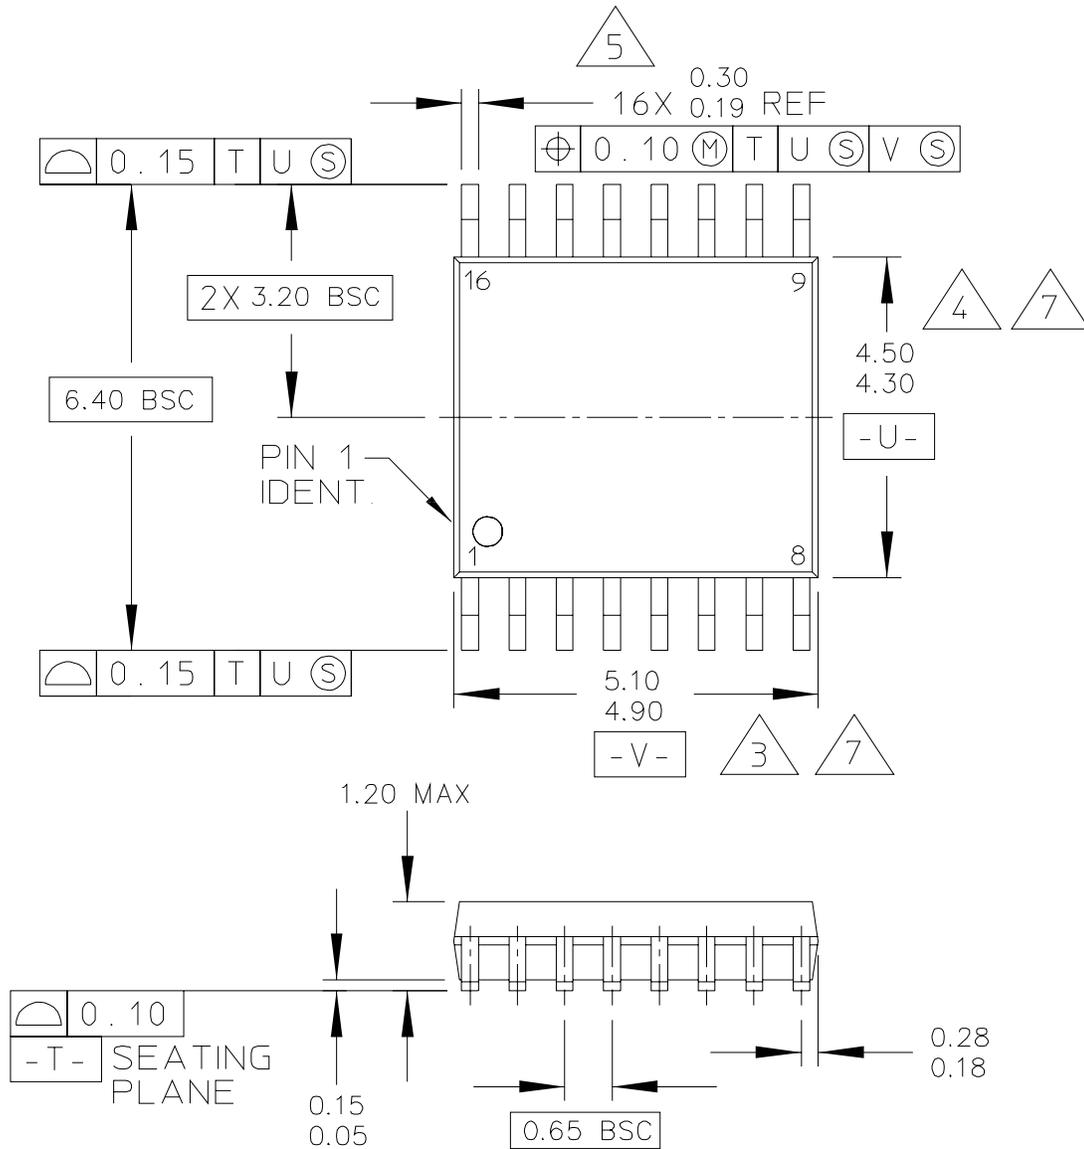 5
0.30
16X 0.19 REF
0.15 T U Ⓢ
⌖ 0.10 Ⓜ T U Ⓢ V Ⓢ
16 9
2X 3.20 BSC
4 7
4.50
4.30
6.40 BSC
-U-
PIN 1
IDENT.
1 8
0.15 T U Ⓢ
5.10
4.90
-V- 3 7
1.20 MAX
0.10
-T- SEATING
PLANE
0.28
0.18
0.15
0.05
0.65 BSC